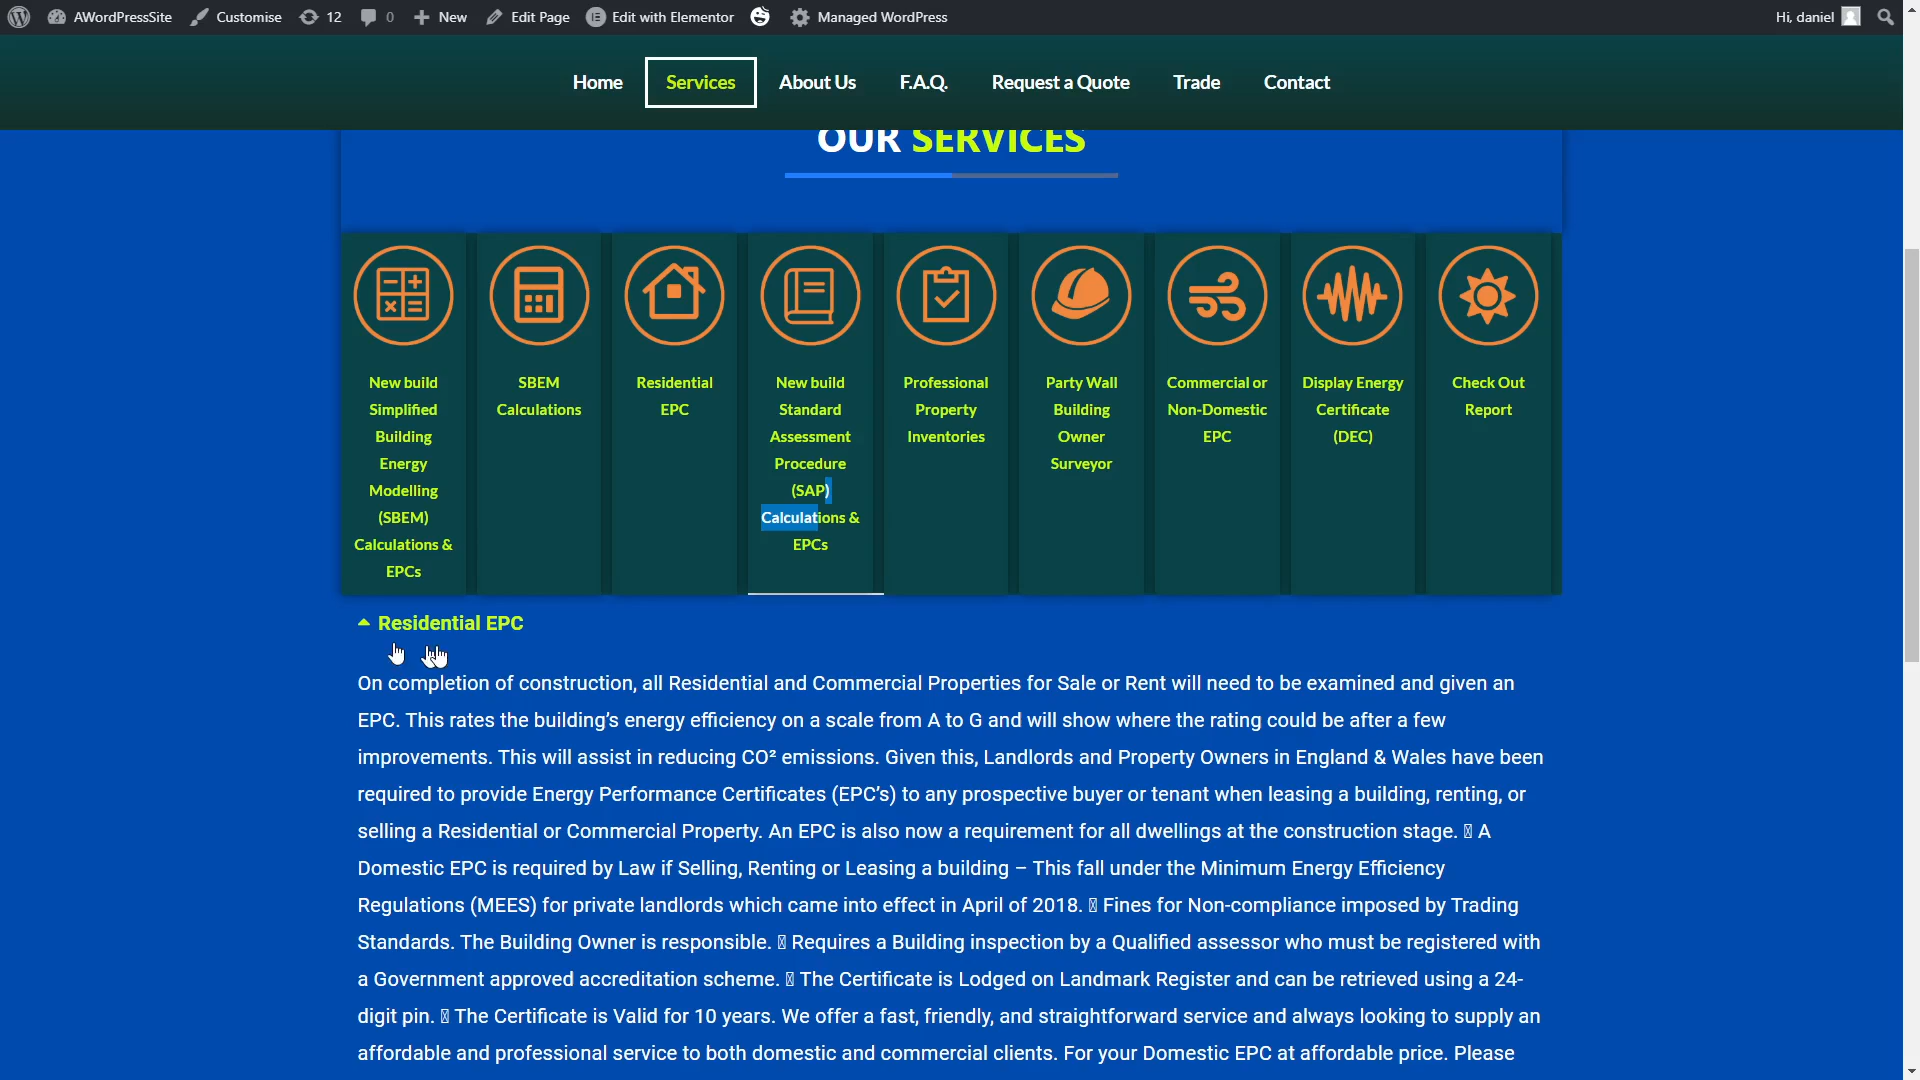 AWordPressSite Customise 12 0 New Edit Page Edit with Elementor Managed WordPress Hi, daniel
Home Services About Us F.A.Q. Request a Quote Trade Contact
OUR SERVICES
New build
Simplified
Building
Energy
Modelling
(SBEM)
Calculations &
EPCs
SBEM
Calculations
Residential
EPC
New build
Standard
Assessment
Procedure
(SAP)
Calculations &
EPCs
Professional
Property
Inventories
Party Wall
Building
Owner
Surveyor
Commercial or
Non-Domestic
EPC
Display Energy
Certificate
(DEC)
Check Out
Report
Residential EPC
On completion of construction, all Residential and Commercial Properties for Sale or Rent will need to be examined and given an
EPC. This rates the building’s energy efficiency on a scale from A to G and will show where the rating could be after a few
improvements. This will assist in reducing CO² emissions. Given this, Landlords and Property Owners in England & Wales have been
required to provide Energy Performance Certificates (EPC’s) to any prospective buyer or tenant when leasing a building, renting, or
selling a Residential or Commercial Property. An EPC is also now a requirement for all dwellings at the construction stage.  A
Domestic EPC is required by Law if Selling, Renting or Leasing a building – This fall under the Minimum Energy Efficiency
Regulations (MEES) for private landlords which came into effect in April of 2018.  Fines for Non-compliance imposed by Trading
Standards. The Building Owner is responsible.  Requires a Building inspection by a Qualified assessor who must be registered with
a Government approved accreditation scheme.  The Certificate is Lodged on Landmark Register and can be retrieved using a 24-
digit pin.  The Certificate is Valid for 10 years. We offer a fast, friendly, and straightforward service and always looking to supply an
affordable and professional service to both domestic and commercial clients. For your Domestic EPC at affordable price. Please